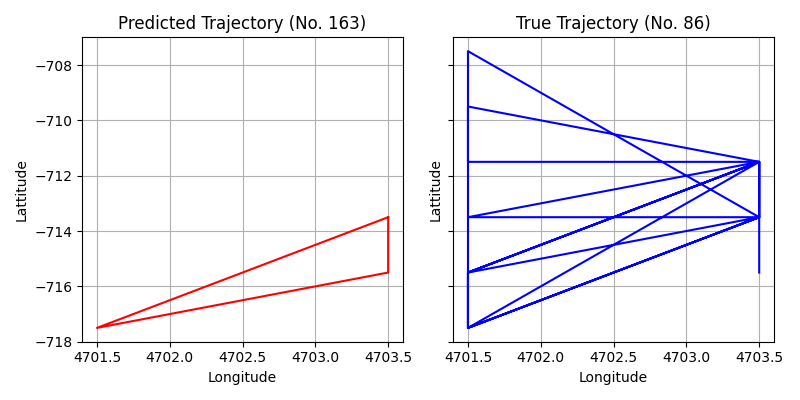 Predicted Trajectory (No. 163)
True Trajectory (No. 86)
−708
−710
−712
−714
−716
−718
Lattitude
Lattitude
4701.5 4702.0 4702.5 4703.0 4703.5
4701.5 4702.0 4702.5 4703.0 4703.5
Longitude
Longitude